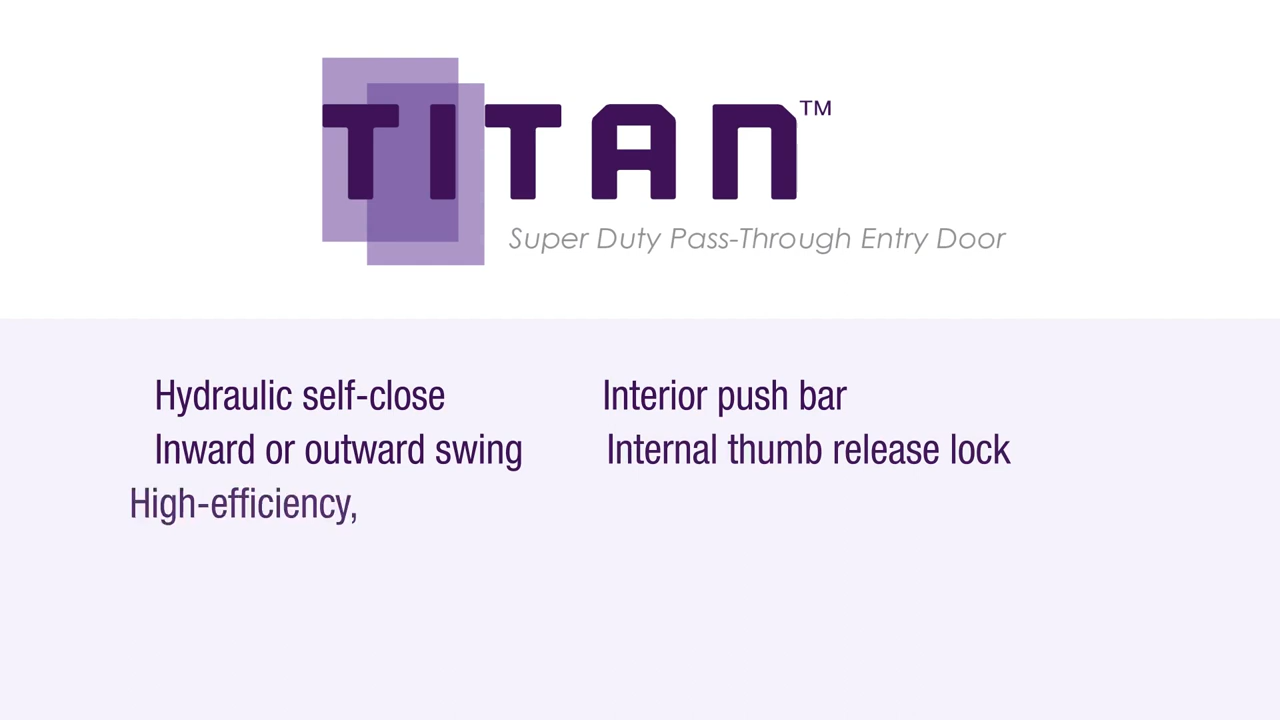 TITAN™
Super Duty Pass-Through Entry Door
Hydraulic self-close
Inward or outward swing
High-efficiency,
Interior push bar
Internal thumb release lock